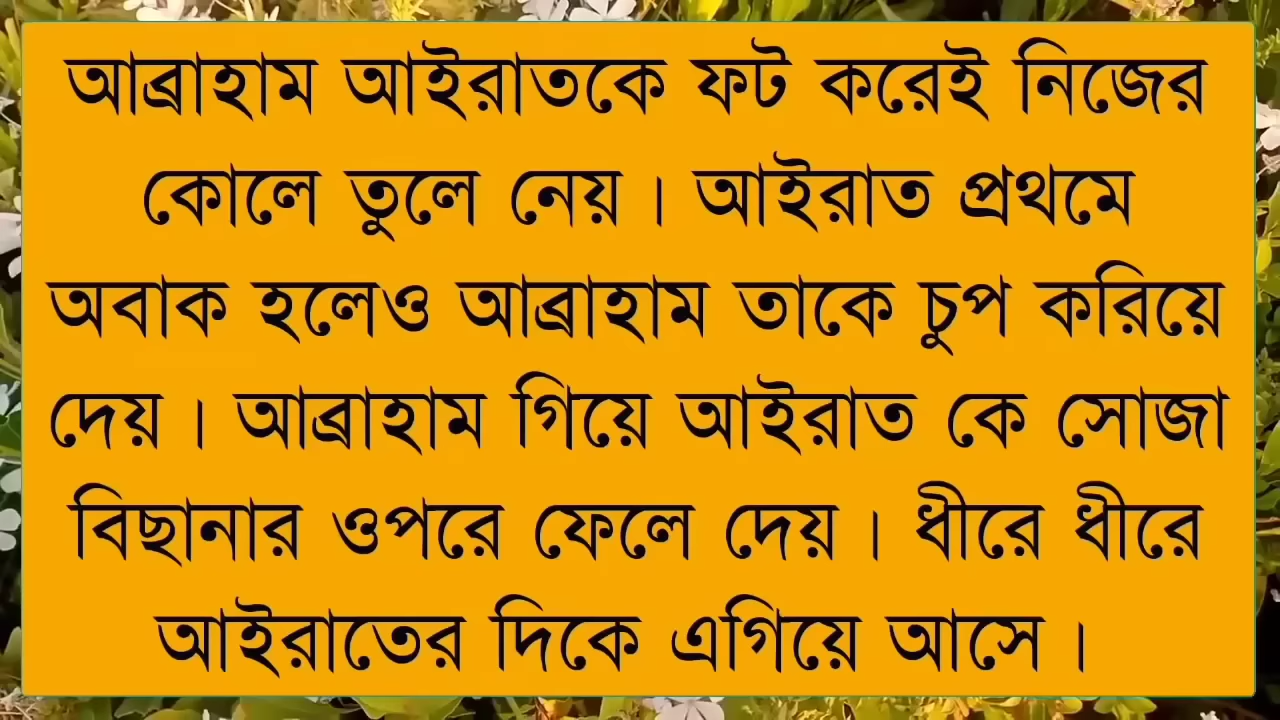 আব্রাহাম আইরাতকে ফট করেই নিজের
কোলে তুলে নেয়। আইরাত প্রথমে
অবাক হলেও আব্রাহাম তাকে চুপ করিয়ে
দেয়। আব্রাহাম গিয়ে আইরাত কে সোজা
বিছানার ওপরে ফেলে দেয়। ধীরে ধীরে
আইরাতের দিকে এগিয়ে আসে।